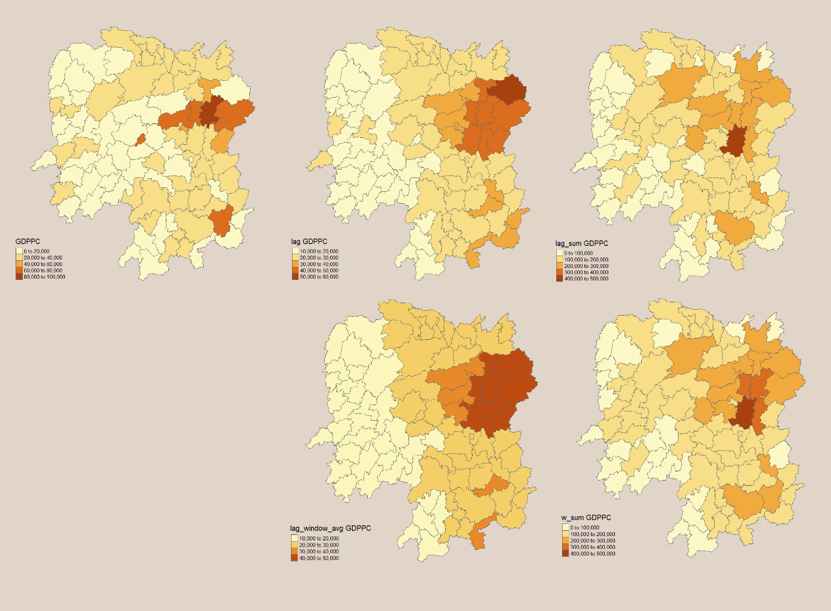 GDPPC
0 to 20,000
20,000 to 40,000
40,000 to 60,000
60,000 to 80,000
80,000 to 100,000
lag GDPPC
10,000 to 20,000
20,000 to 30,000
30,000 to 40,000
40,000 to 50,000
50,000 to 60,000
lag_sum GDPPC
0 to 100,000
100,000 to 200,000
200,000 to 300,000
300,000 to 400,000
400,000 to 500,000
lag_window_avg GDPPC
10,000 to 20,000
20,000 to 30,000
30,000 to 40,000
40,000 to 50,000
w_sum GDPPC
0 to 100,000
100,000 to 200,000
200,000 to 300,000
300,000 to 400,000
400,000 to 500,000